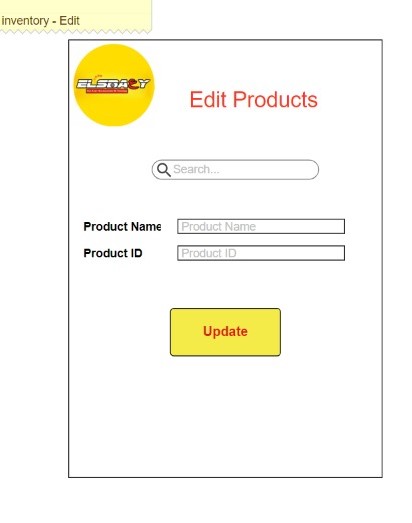 inventory - Edit
ELSRAEY
Edit Products
Search...
Product Name Product Name
Product ID Product ID
Update